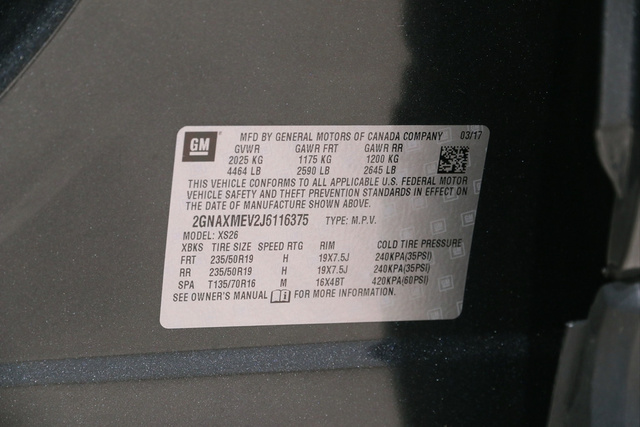 GM
MFD BY GENERAL MOTORS OF CANADA COMPANY 03/17
GVWR GAWR FRT GAWR RR
2025 KG 1175 KG 1200 KG
4464 LB 2590 LB 2645 LB
THIS VEHICLE CONFORMS TO ALL APPLICABLE U.S. FEDERAL MOTOR
VEHICLE SAFETY AND THEFT PREVENTION STANDARDS IN EFFECT ON
THE DATE OF MANUFACTURE SHOWN ABOVE.
2GNAXMEV2J6116375 TYPE: M.P.V.
MODEL: XS26
XBKS TIRE SIZE SPEED RTG RIM COLD TIRE PRESSURE
FRT 235/50R19 H 19X7.5J 240KPA(35PSI)
RR 235/50R19 H 19X7.5J 240KPA(35PSI)
SPA T135/70R16 M 16X4BT 420KPA(60PSI)
SEE OWNER'S MANUAL FOR MORE INFORMATION.